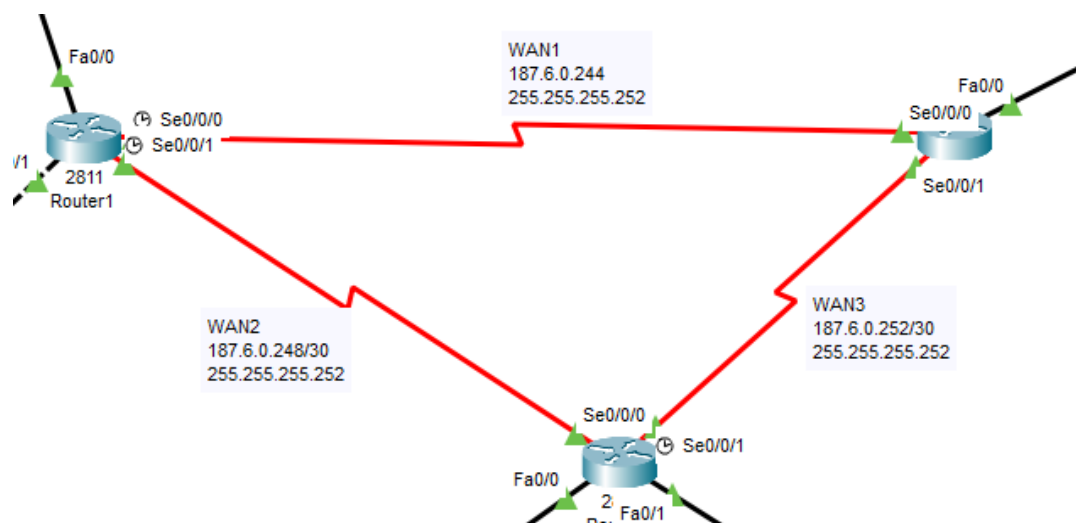 Fa0/0
Se0/0/0
Se0/0/1
/1
2811
Router1
WAN1
187.6.0.244
255.255.255.252
Fa0/0
Se0/0/0
Se0/0/1
WAN2
187.6.0.248/30
255.255.255.252
WAN3
187.6.0.252/30
255.255.255.252
Se0/0/0
Se0/0/1
Fa0/0
Fa0/1